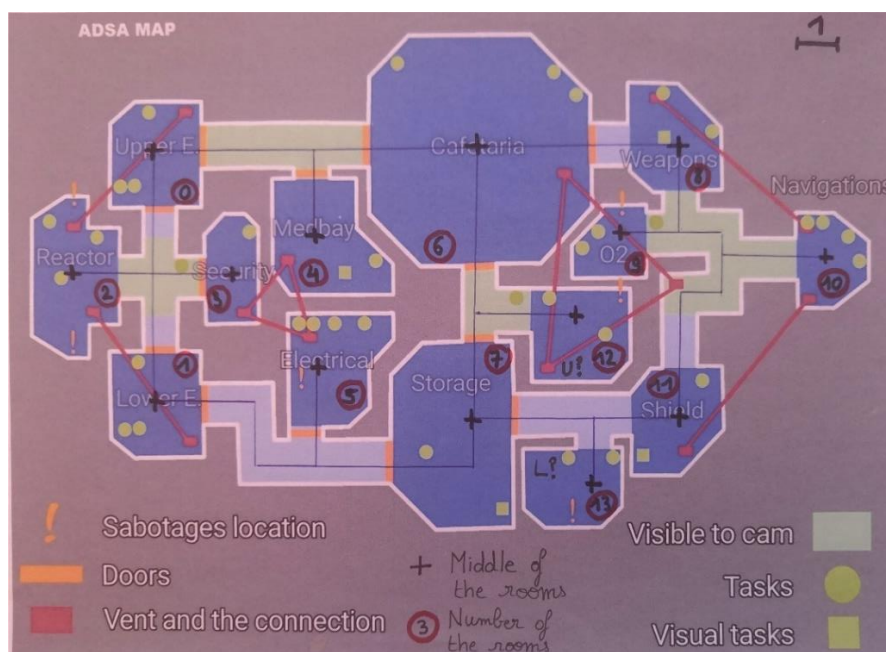 ADSA MAP
1
Upper E.
0
Cafetaria
6
Weapons
8
Navigations
10
Medbay
4
Reactor
2
Security
3
O2
9
!
Electrical
5
Lower E.
1
Storage
7
U?
12
11
Shield
L?
13
! Sabotages location
Doors
Vent and the connection
+ Middle of
the rooms
3 Number of
the rooms
Visible to cam
Tasks
Visual tasks